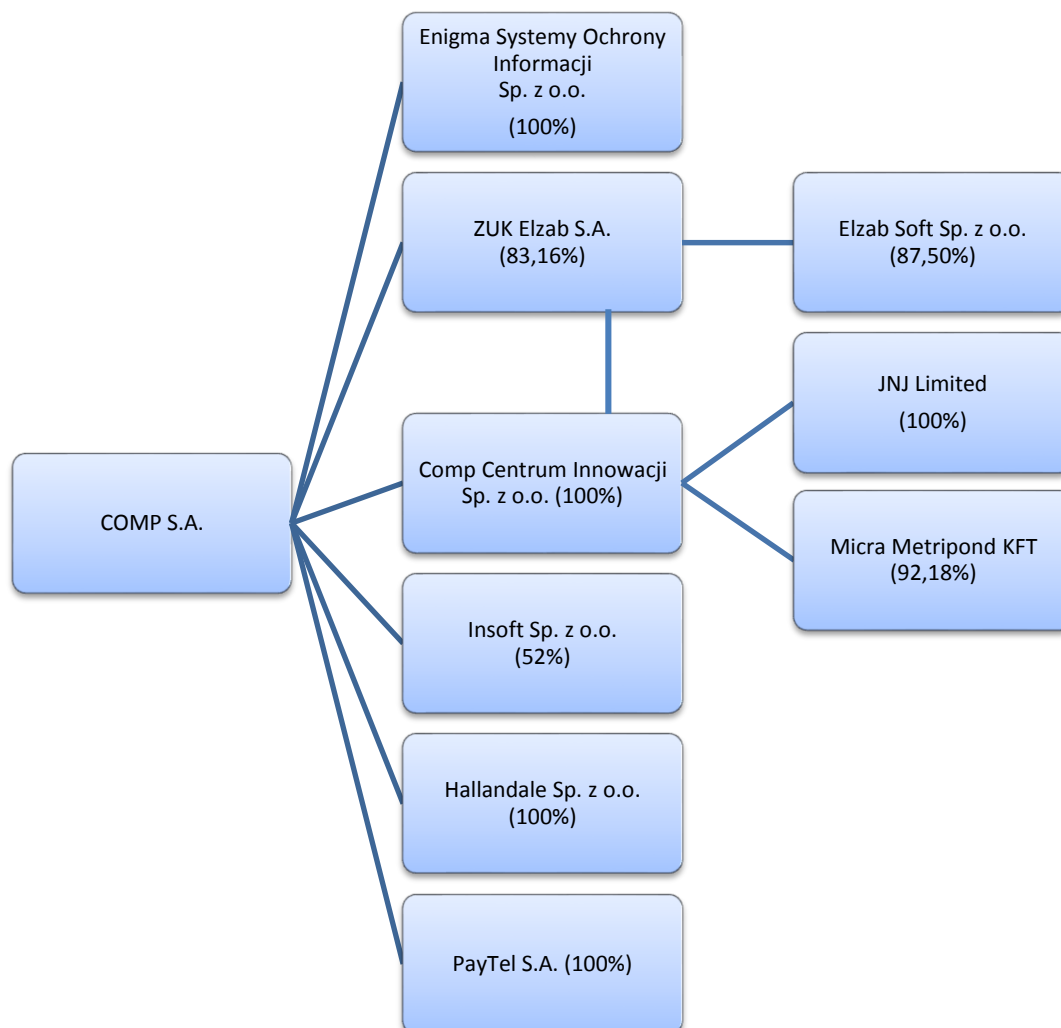 Enigma Systemy Ochrony
Informacji
Sp. z o.o.
(100%)
ZUK Elzab S.A.
(83,16%)
Elzab Soft Sp. z o.o.
(87,50%)
JNJ Limited
(100%)
COMP S.A.
Comp Centrum Innowacji
Sp. z o.o. (100%)
Micra Metripond KFT
(92,18%)
Insoft Sp. z o.o.
(52%)
Hallandale Sp. z o.o.
(100%)
PayTel S.A. (100%)